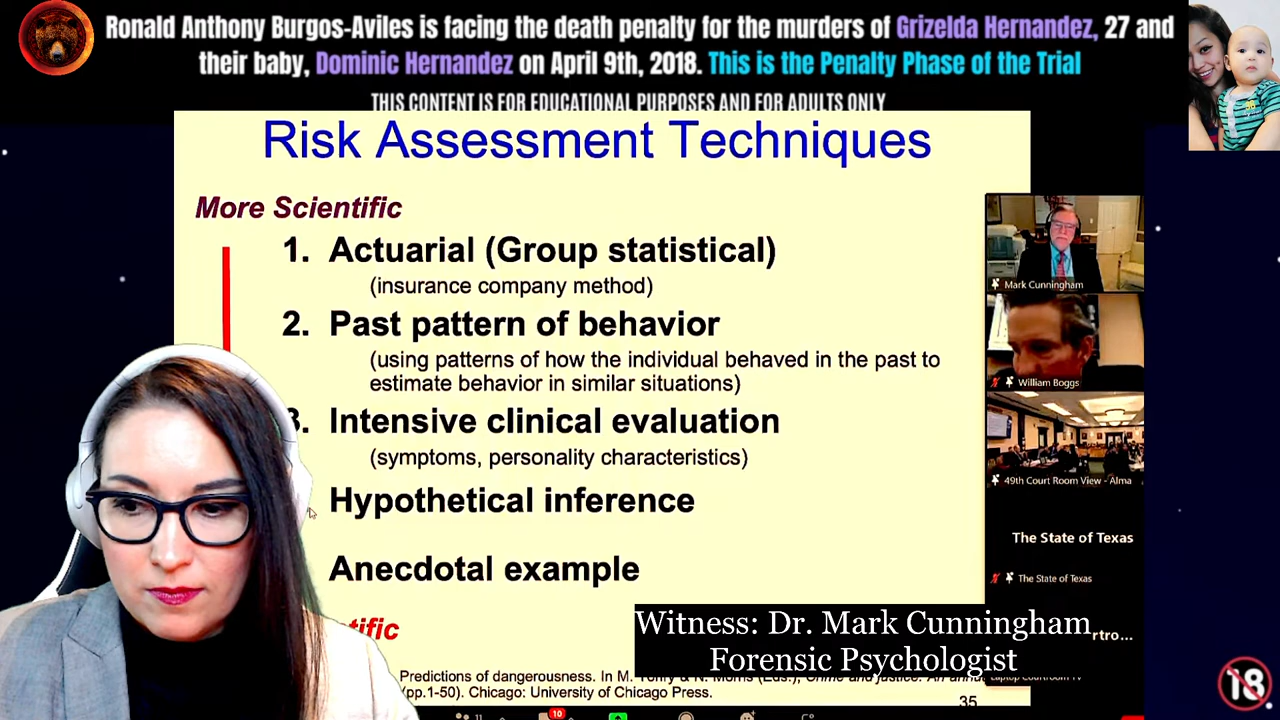 Ronald Anthony Burgos-Aviles is facing the death penalty for the murders of Grizelda Hernandez, 27 and
their baby, Dominic Hernandez on April 9th, 2018. This is the Penalty Phase of the Trial
THIS CONTENT IS FOR EDUCATIONAL PURPOSES AND FOR ADULTS ONLY
Risk Assessment Techniques
More Scientific
1. Actuarial (Group statistical)
(insurance company method)
2. Past pattern of behavior
(using patterns of how the individual behaved in the past to
estimate behavior in similar situations)
3. Intensive clinical evaluation
(symptoms, personality characteristics)
Hypothetical inference
Anecdotal example
Predictions of dangerousness. In M.
(pp.1-50). Chicago: University of Chicago Press.
35
Mark Cunningham
William Boggs
49th Court Room View - Alma
The State of Texas
The State of Texas
Witness: Dr. Mark Cunningham
Forensic Psychologist
10
18